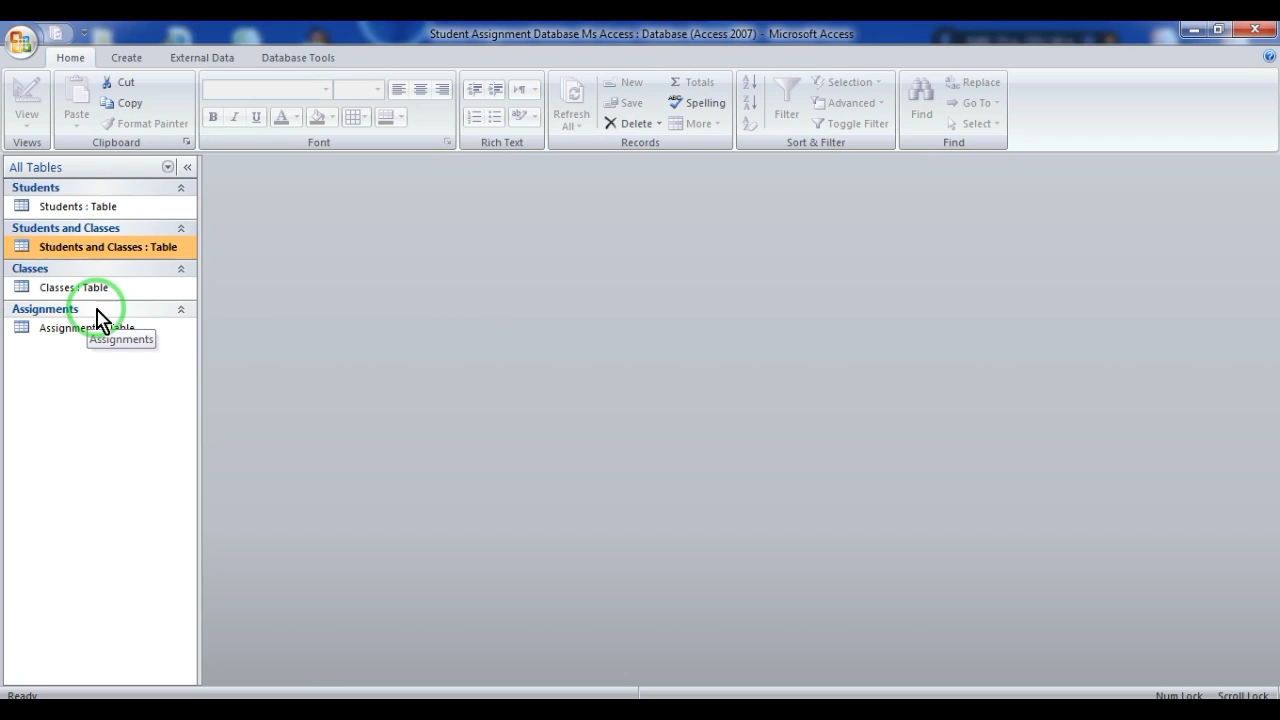 Student Assignment Database Ms Access : Database (Access 2007) - Microsoft Access
Home Create External Data Database Tools
View
Views
Paste
Cut
Copy
Format Painter
Clipboard
B I U A
Font
Rich Text
Refresh All
New
Save
Delete
Totals
Spelling
More
Records
Filter
Selection
Advanced
Toggle Filter
Sort & Filter
Find
Replace
Go To
Select
Find
All Tables
Students
Students : Table
Students and Classes
Students and Classes : Table
Classes
Classes : Table
Assignments
Assignments : Table
Assignments
Ready
Num Lock Scroll Lock